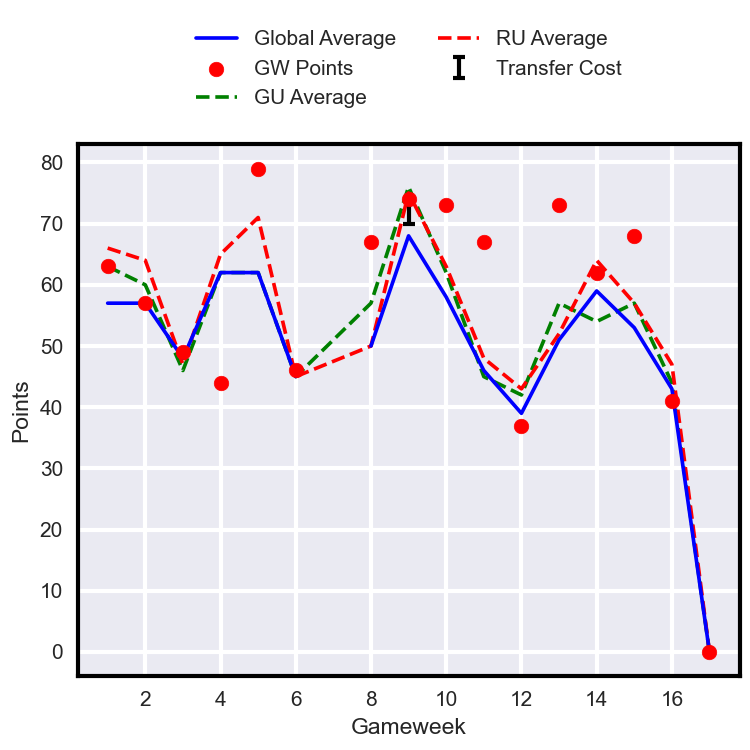 Global Average
GW Points
GU Average
RU Average
Transfer Cost
80
70
60
50
40
30
20
10
0
Points
2 4 6 8 10 12 14 16
Gameweek